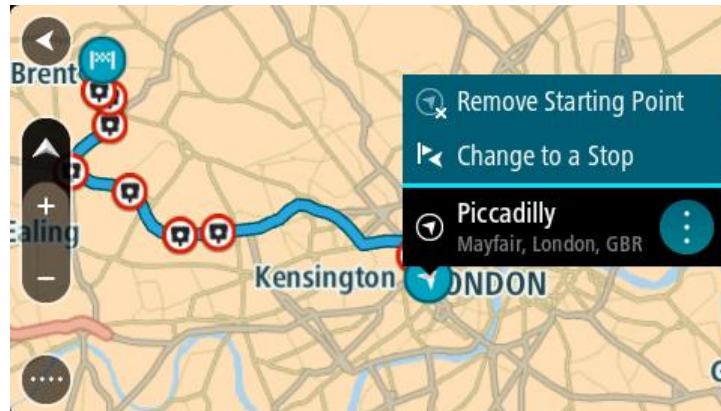 Brent
Remove Starting Point
Change to a Stop
Piccadilly
Mayfair, London, GBR
Ealing
Kensington
ONDON